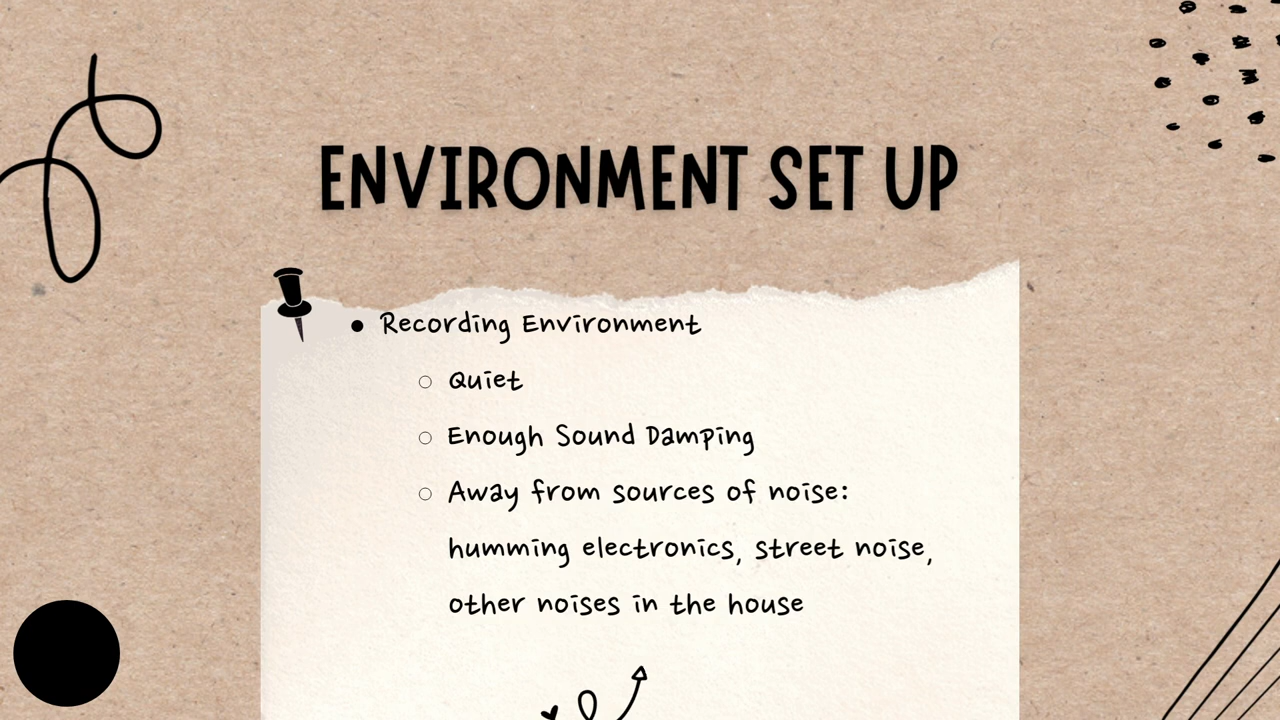 ENVIRONMENT SET UP
• Recording Environment
○ Quiet
○ Enough Sound Damping
○ Away from sources of noise:
humming electronics, street noise,
other noises in the house